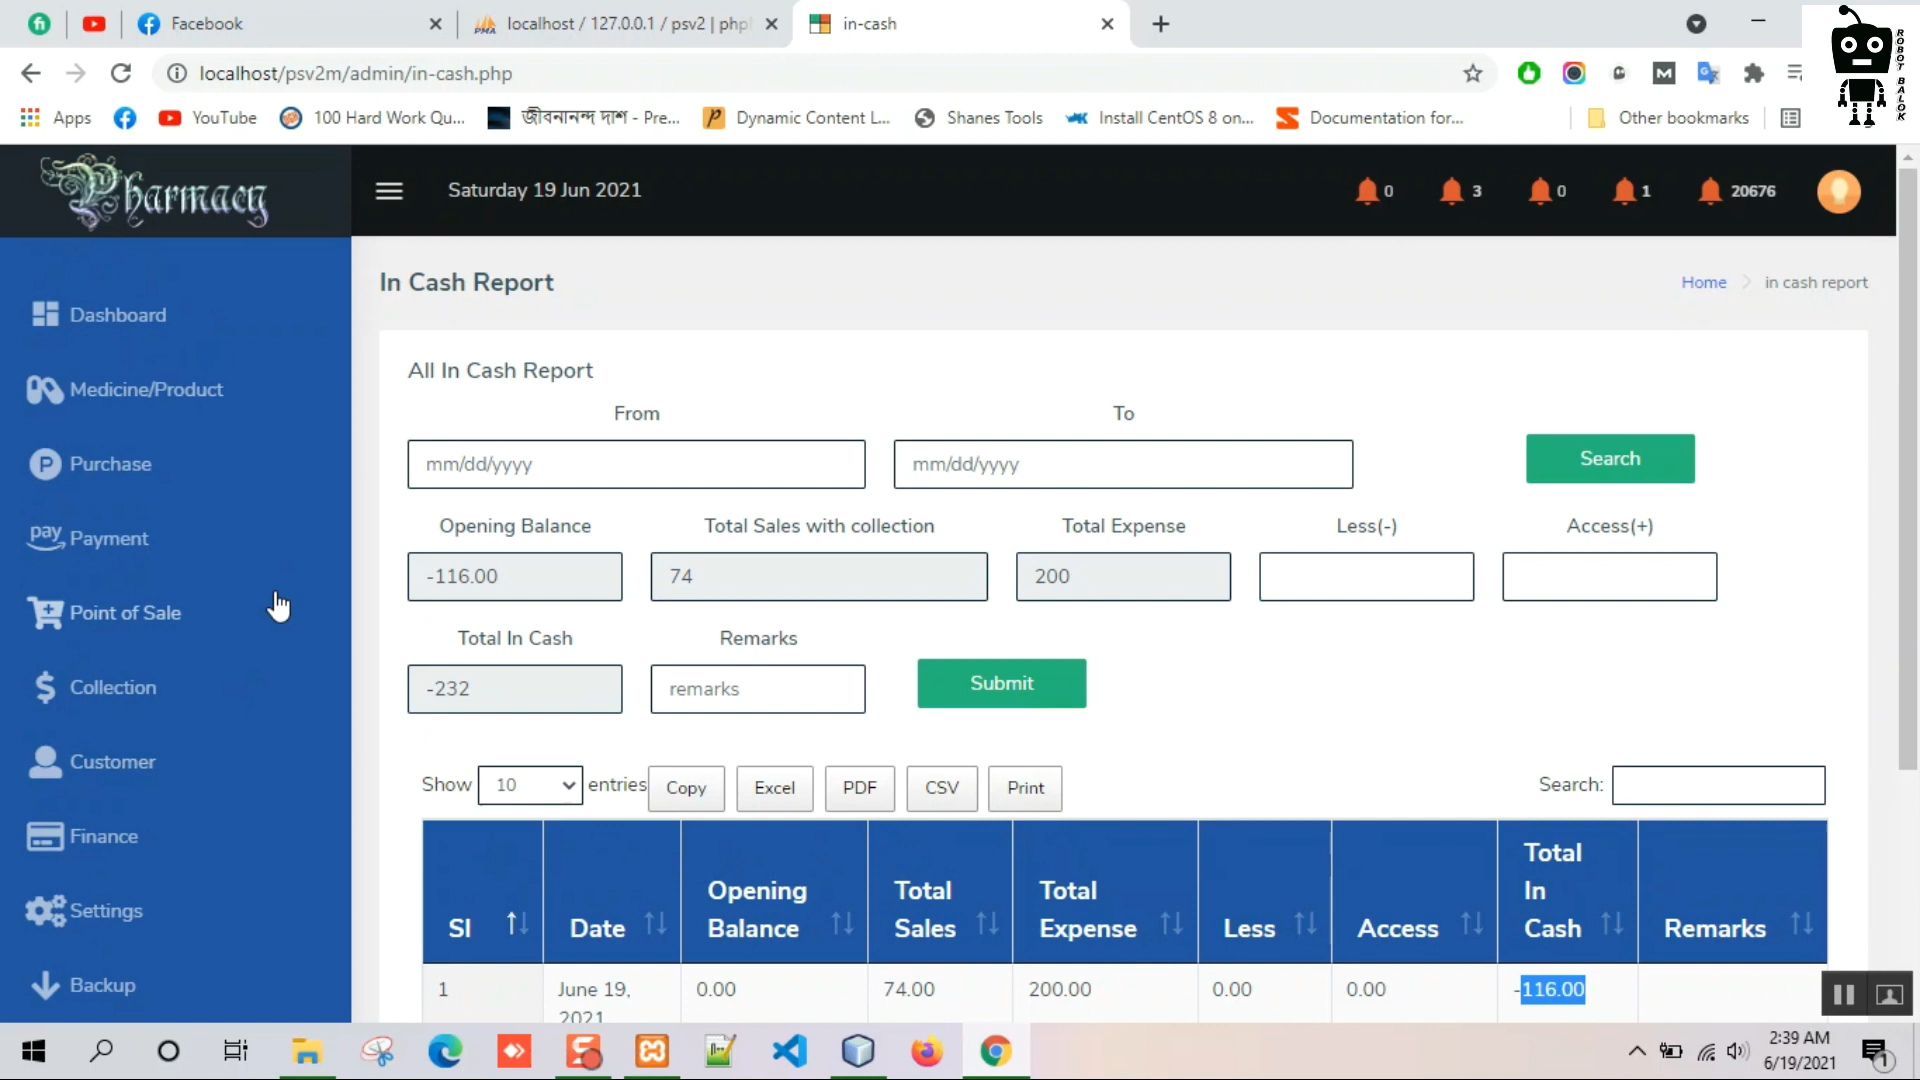 Facebook
localhost / 127.0.0.1 / psv2 | php
in-cash
localhost/psv2m/admin/in-cash.php
Apps
YouTube
100 Hard Work Qu...
জীবনানন্দ দাশ - Pre...
Dynamic Content L...
Shanes Tools
Install CentOS 8 on...
Documentation for...
Other bookmarks
ROBOT BALOK
Pharmacy
Saturday 19 Jun 2021
0
3
0
1
20676
Dashboard
Medicine/Product
Purchase
pay Payment
Point of Sale
Collection
Customer
Finance
Settings
Backup
In Cash Report
Home
in cash report
All In Cash Report
From
To
mm/dd/yyyy
mm/dd/yyyy
Search
Opening Balance
Total Sales with collection
Total Expense
Less(-)
Access(+)
-116.00
74
200
Total In Cash
Remarks
-232
remarks
Submit
Show 10 entries
Copy
Excel
PDF
CSV
Print
Search:
Sl
Date
Opening Balance
Total Sales
Total Expense
Less
Access
Total In Cash
Remarks
1
June 19, 2021
0.00
74.00
200.00
0.00
0.00
-116.00
2:39 AM
6/19/2021
1